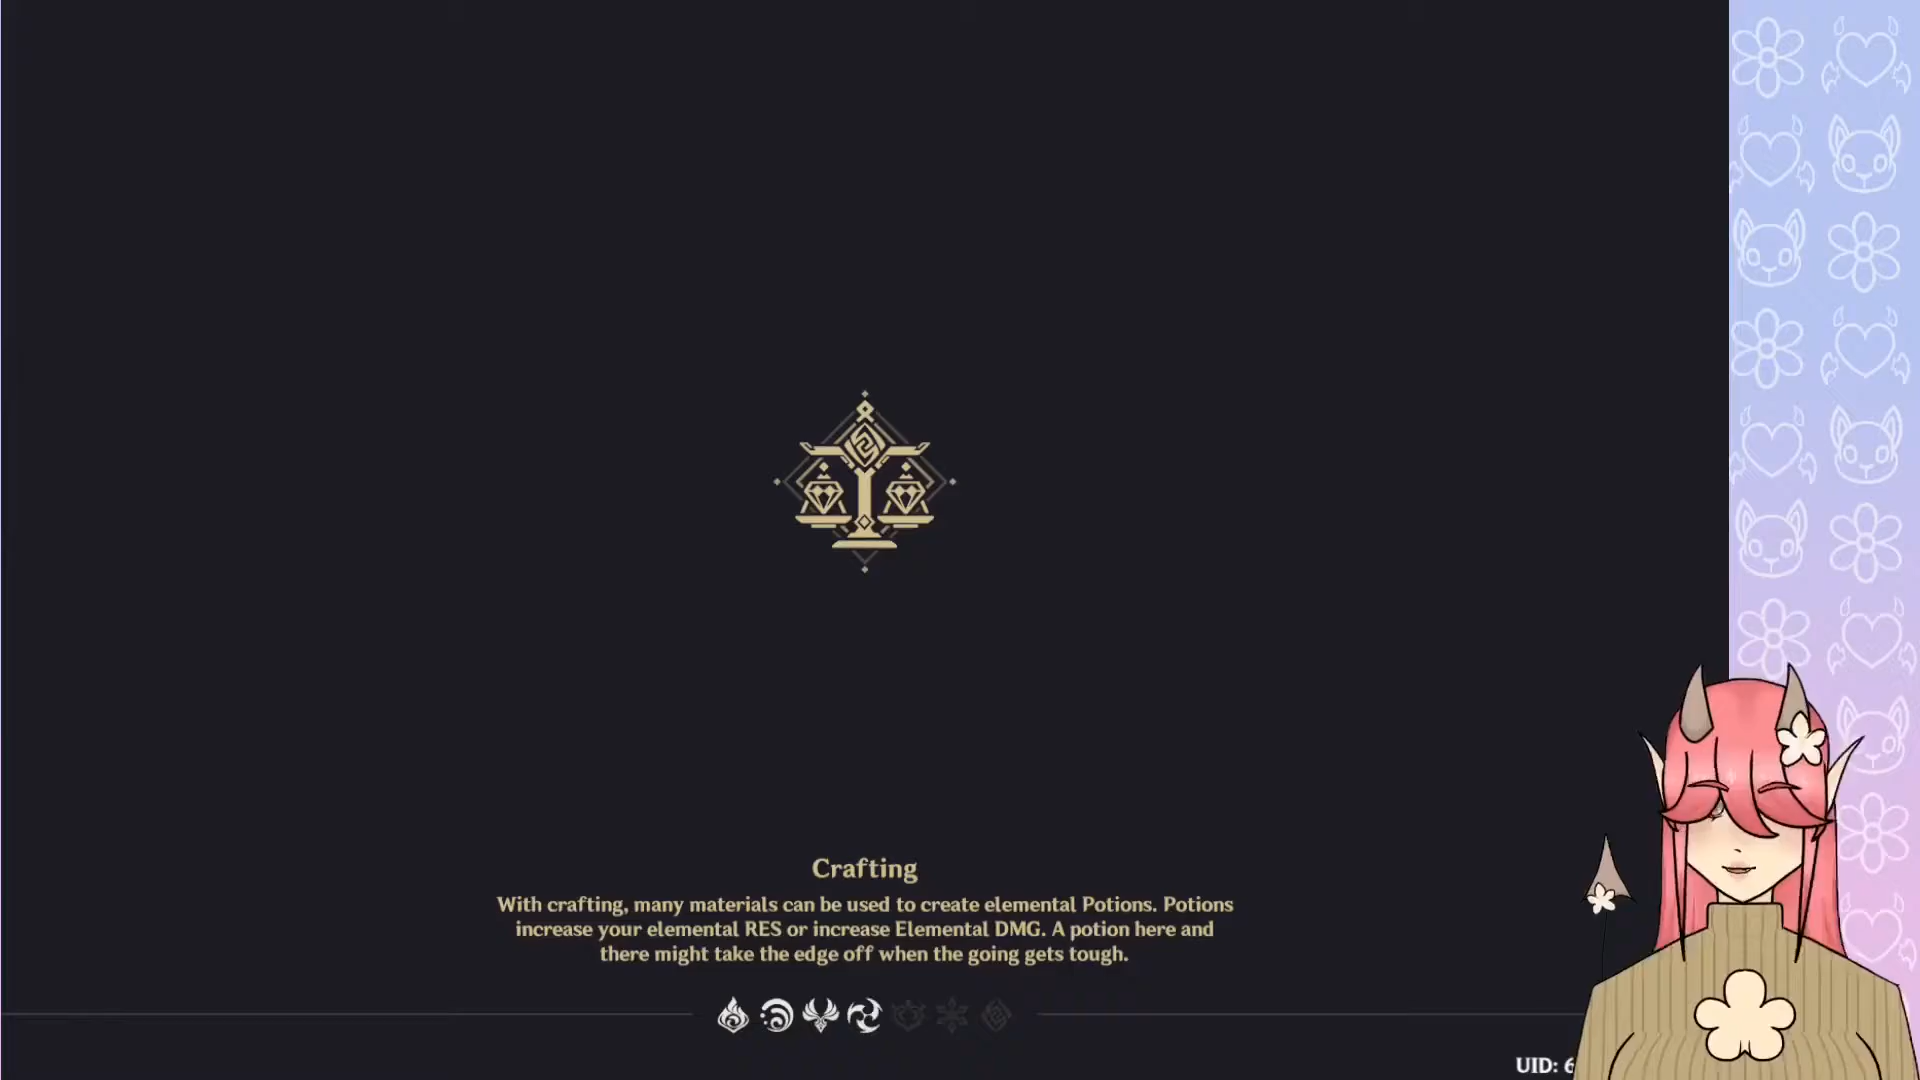 Crafting
With crafting, many materials can be used to create elemental Potions. Potions
increase your elemental RES or increase Elemental DMG. A potion here and
there might take the edge off when the going gets tough.
UID: 6